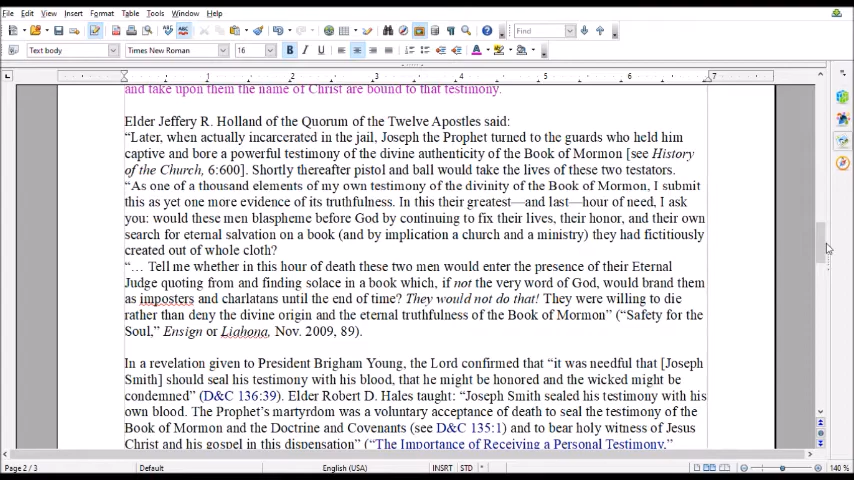 File Edit View Insert Format Table Tools Window Help
Find
Text body Times New Roman 16 B I U
1 2 3 4 5 6 7
and take upon them the name of Christ are bound to that testimony.
Elder Jeffery R. Holland of the Quorum of the Twelve Apostles said:
“Later, when actually incarcerated in the jail, Joseph the Prophet turned to the guards who held him
captive and bore a powerful testimony of the divine authenticity of the Book of Mormon [see History
of the Church, 6:600]. Shortly thereafter pistol and ball would take the lives of these two testators.
“As one of a thousand elements of my own testimony of the divinity of the Book of Mormon, I submit
this as yet one more evidence of its truthfulness. In this their greatest—and last—hour of need, I ask
you: would these men blaspheme before God by continuing to fix their lives, their honor, and their own
search for eternal salvation on a book (and by implication a church and a ministry) they had fictitiously
created out of whole cloth?
“… Tell me whether in this hour of death these two men would enter the presence of their Eternal
Judge quoting from and finding solace in a book which, if not the very word of God, would brand them
as imposters and charlatans until the end of time? They would not do that! They were willing to die
rather than deny the divine origin and the eternal truthfulness of the Book of Mormon” (“Safety for the
Soul,” Ensign or Liahona, Nov. 2009, 89).
In a revelation given to President Brigham Young, the Lord confirmed that “it was needful that [Joseph
Smith] should seal his testimony with his blood, that he might be honored and the wicked might be
condemned” (D&C 136:39). Elder Robert D. Hales taught: “Joseph Smith sealed his testimony with his
own blood. The Prophet’s martyrdom was a voluntary acceptance of death to seal the testimony of the
Book of Mormon and the Doctrine and Covenants (see D&C 135:1) and to bear holy witness of Jesus
Christ and his gospel in this dispensation” (“The Importance of Receiving a Personal Testimony,”
Page 2 / 3 Default English (USA) INSRT STD * 140 %